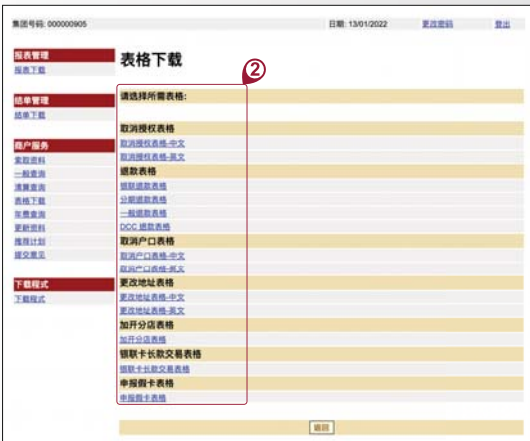 集团号码: 000000905
日期: 13/01/2022
更改密码
登出
报表管理
报表下载
结单管理
结单下载
商户服务
索取资料
一般查询
清算查询
表格下载
年费查询
更新资料
推荐计划
提交意见
下载程式
下载程式
表格下载
②
请选择所需表格:
取消授权表格
取消授权表格-中文
取消授权表格-英文
退款表格
银联退款表格
分期退款表格
一般退款表格
DCC 退款表格
取消户口表格
取消户口表格-中文
取消户口表格-英文
更改地址表格
更改地址表格-中文
更改地址表格-英文
加开分店表格
加开分店表格
银联卡长款交易表格
银联卡长款交易表格
申报假卡表格
申报假卡表格
返回